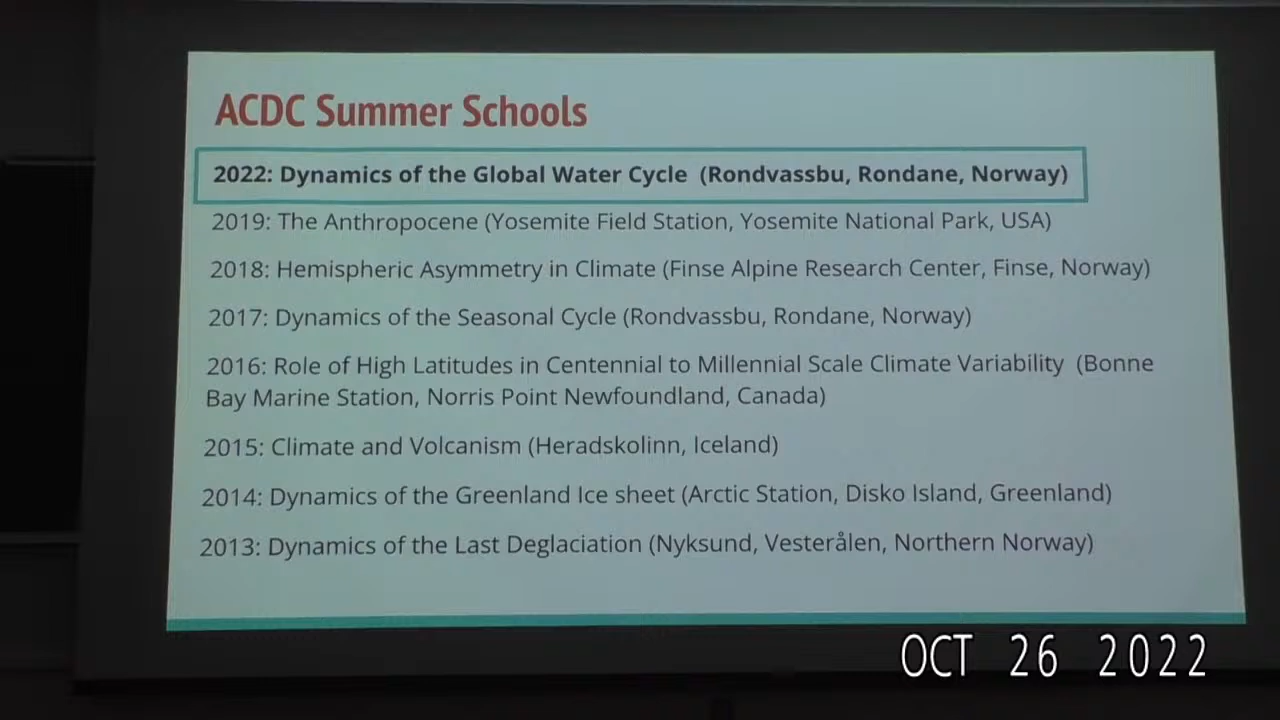 ACDC Summer Schools
2022: Dynamics of the Global Water Cycle (Rondvassbu, Rondane, Norway)
2019: The Anthropocene (Yosemite Field Station, Yosemite National Park, USA)
2018: Hemispheric Asymmetry in Climate (Finse Alpine Research Center, Finse, Norway)
2017: Dynamics of the Seasonal Cycle (Rondvassbu, Rondane, Norway)
2016: Role of High Latitudes in Centennial to Millennial Scale Climate Variability (Bonne
Bay Marine Station, Norris Point Newfoundland, Canada)
2015: Climate and Volcanism (Heradskolinn, Iceland)
2014: Dynamics of the Greenland Ice sheet (Arctic Station, Disko Island, Greenland)
2013: Dynamics of the Last Deglaciation (Nyksund, Vesterålen, Northern Norway)
OCT 26 2022